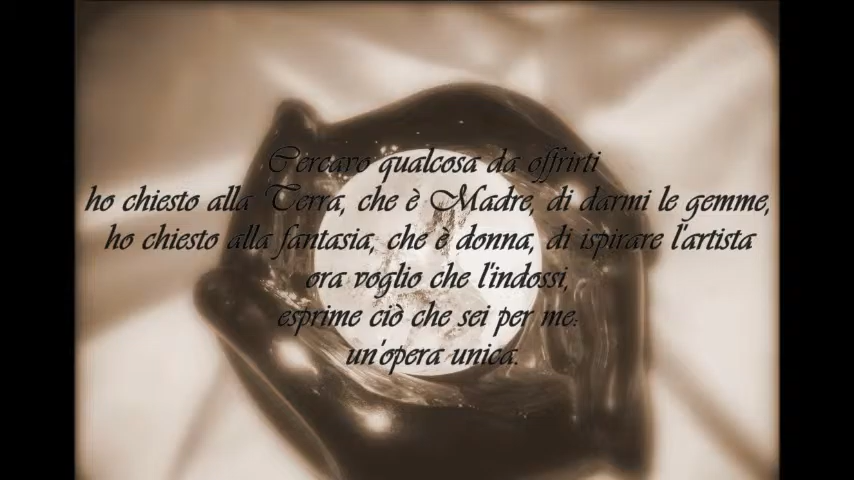 Cercavo qualcosa da offrirti
ho chiesto alla Terra, che è Madre, di darmi le gemme,
ho chiesto alla fantasia, che è donna, di ispirare l'artista
ora voglio che l'indossi,
esprime ciò che sei per me:
un'opera unica.